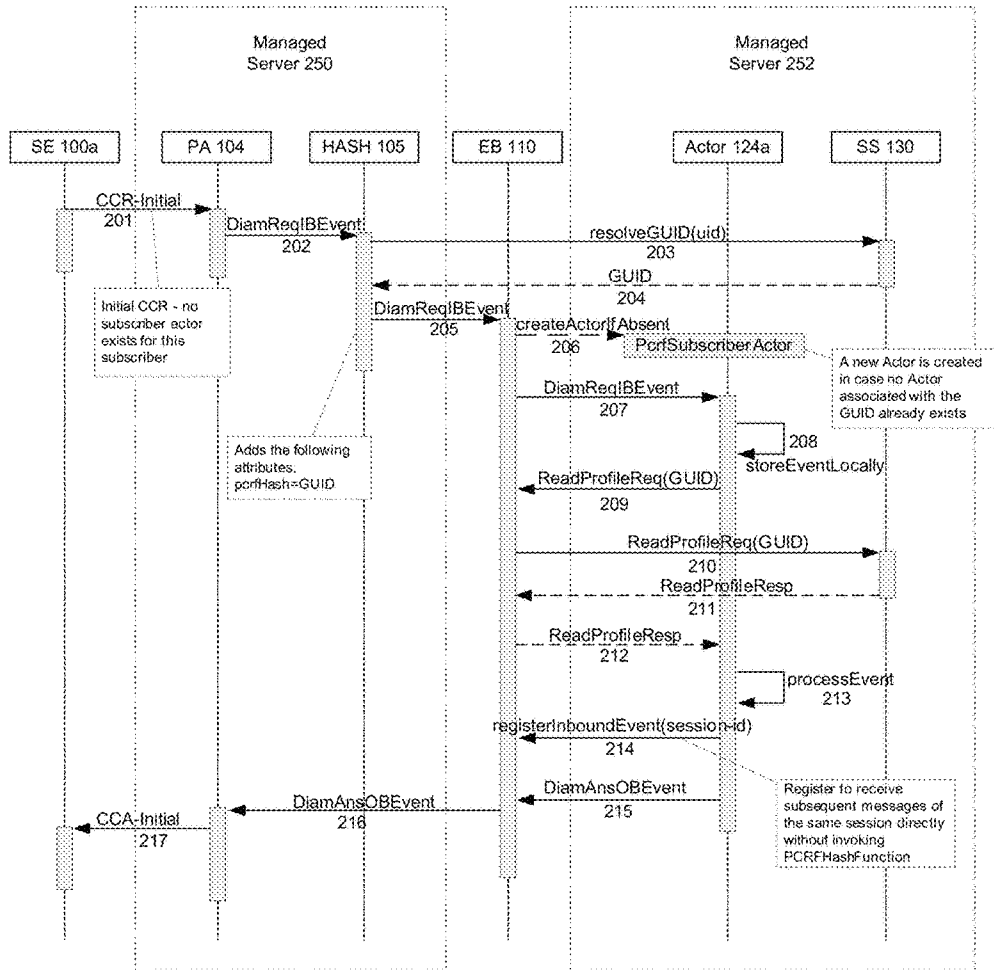 Managed
Server 250
Managed
Server 252
SE 100a
PA 104
HASH 105
EB 110
Actor 124a
SS 130
CCR-Initial
201
DiamReqIBEvent
202
resolveGUID(uid)
203
GUID
204
Initial CCR - no
subscriber actor
exists for this
subscriber
DiamReqIBEvent
205
createActorIfAbsent
206
PcrfSubscriberActor
A new Actor is created
in case no Actor
associated with the
GUID already exists
DiamReqIBEvent
207
208
storeEventLocally
Adds the following
attributes.
pcrfHash=GUID
ReadProfileReq(GUID)
209
ReadProfileReq(GUID)
210
ReadProfileResp
211
ReadProfileResp
212
processEvent
213
registerInboundEvent(session-id)
214
Register to receive
subsequent messages of
the same session directly
without invoking
PCRFHashFunction
DiamAnsOBEvent
215
DiamAnsOBEvent
216
CCA-Initial
217